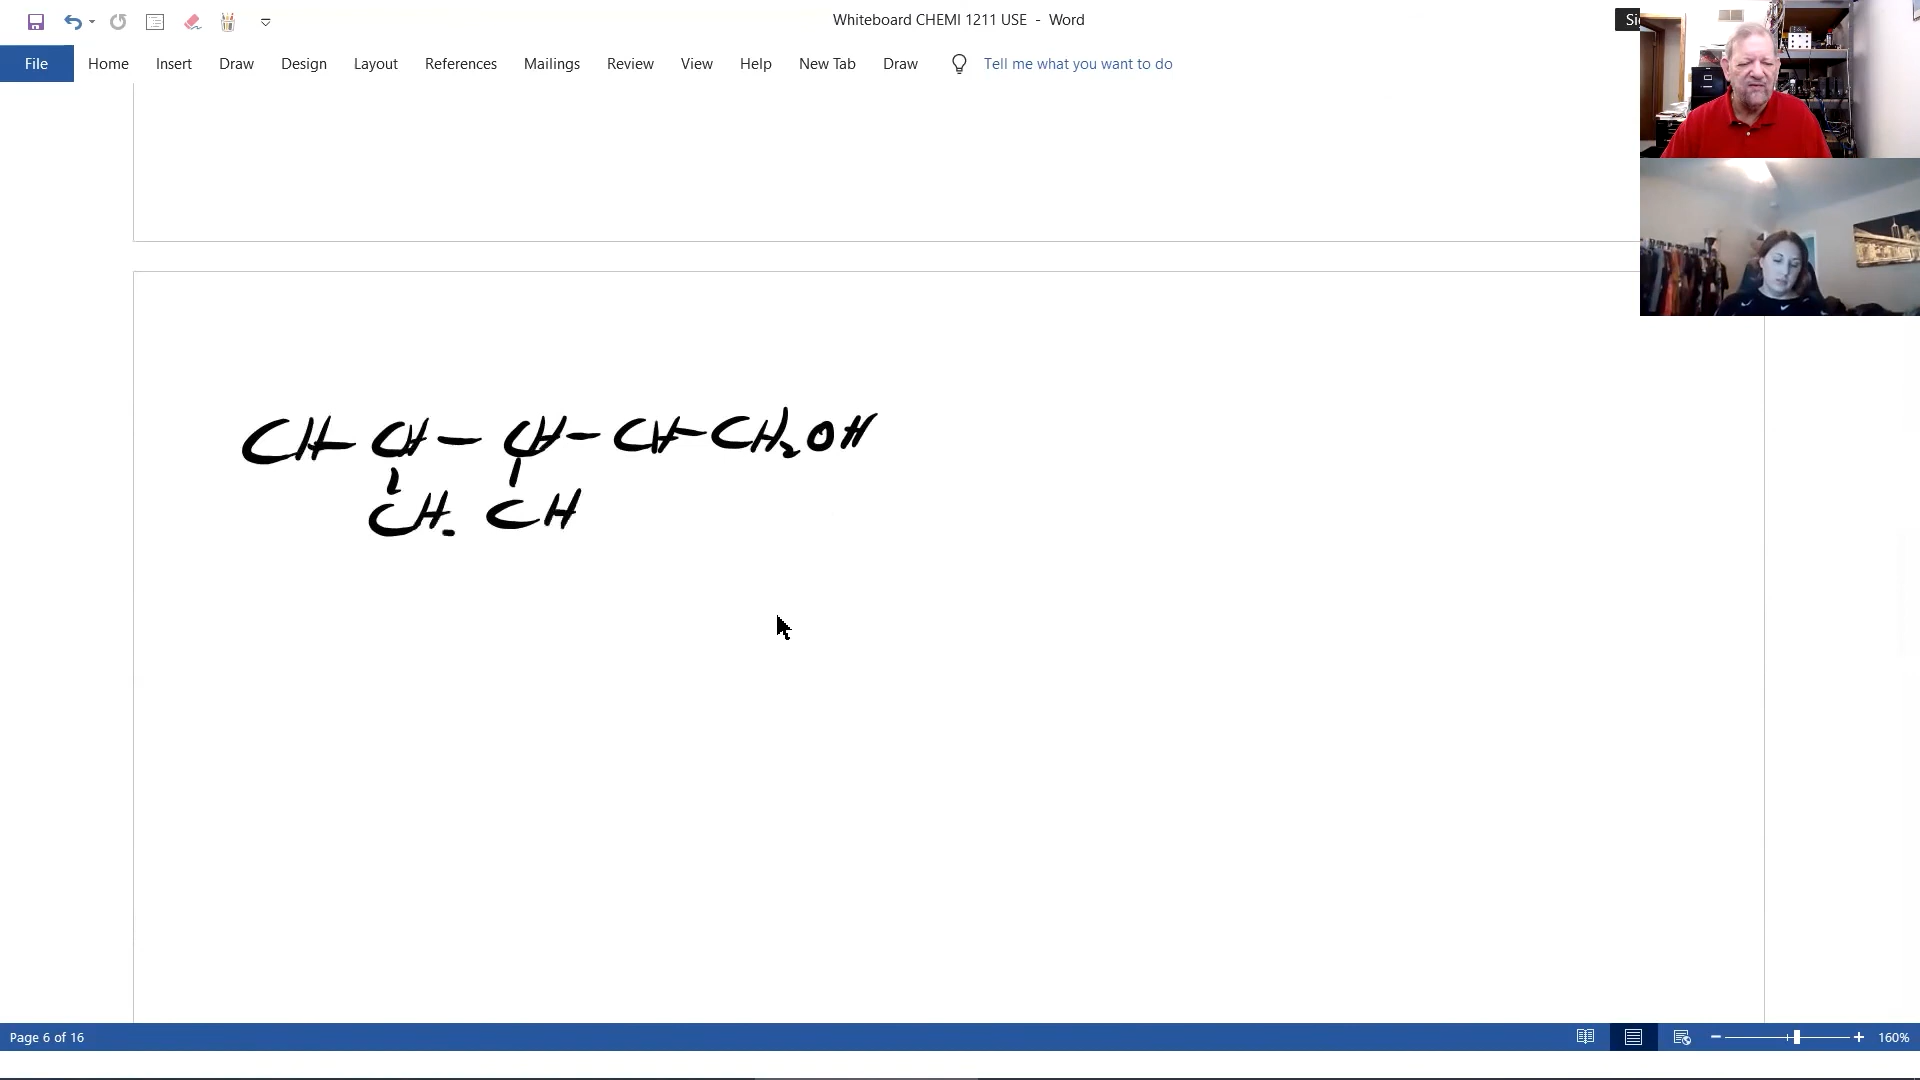 Whiteboard CHEMI 1211 USE - Word
Si
File Home Insert Draw Design Layout References Mailings Review View Help New Tab Draw Tell me what you want to do
CH-CH-CH-CH-CH₂OH
CH. CH
Page 6 of 16
160%